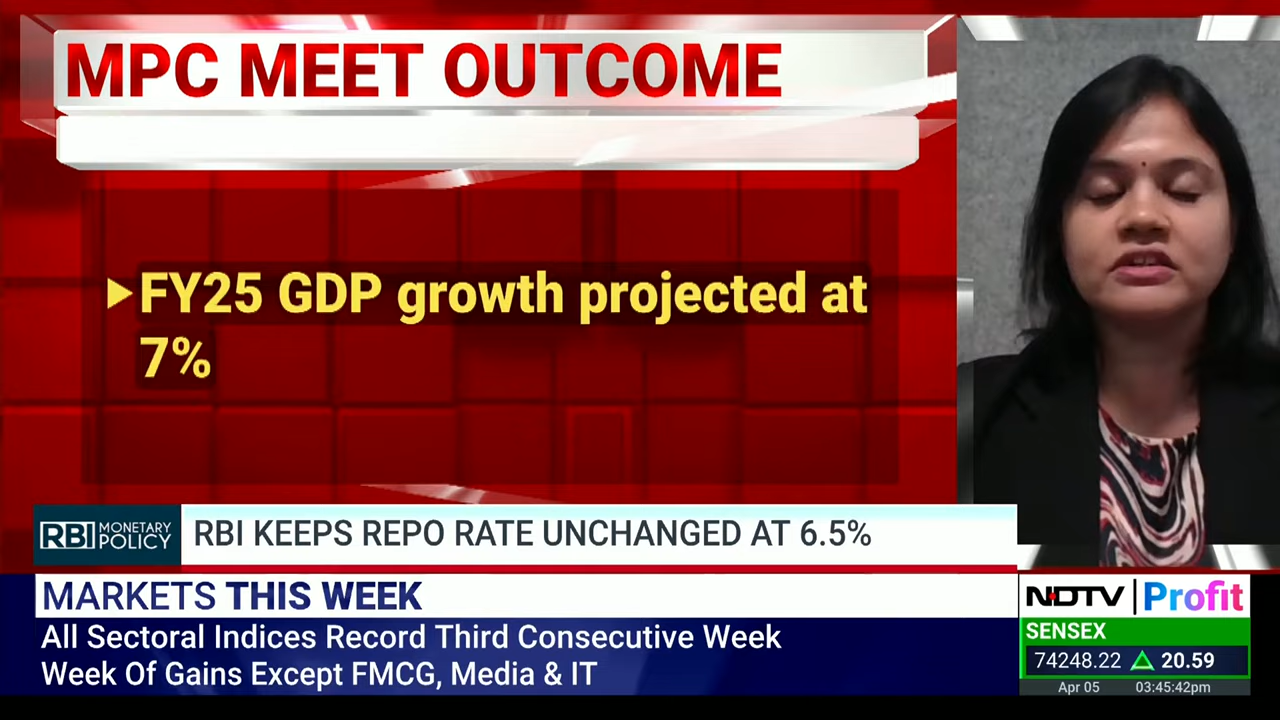 MPC MEET OUTCOME
FY25 GDP growth projected at
7%
RBI MONETARY POLICY
RBI KEEPS REPO RATE UNCHANGED AT 6.5%
MARKETS THIS WEEK
All Sectoral Indices Record Third Consecutive Week
Week Of Gains Except FMCG, Media & IT
NDTV Profit
SENSEX
74248.22 20.59
Apr 05 03:45:42pm